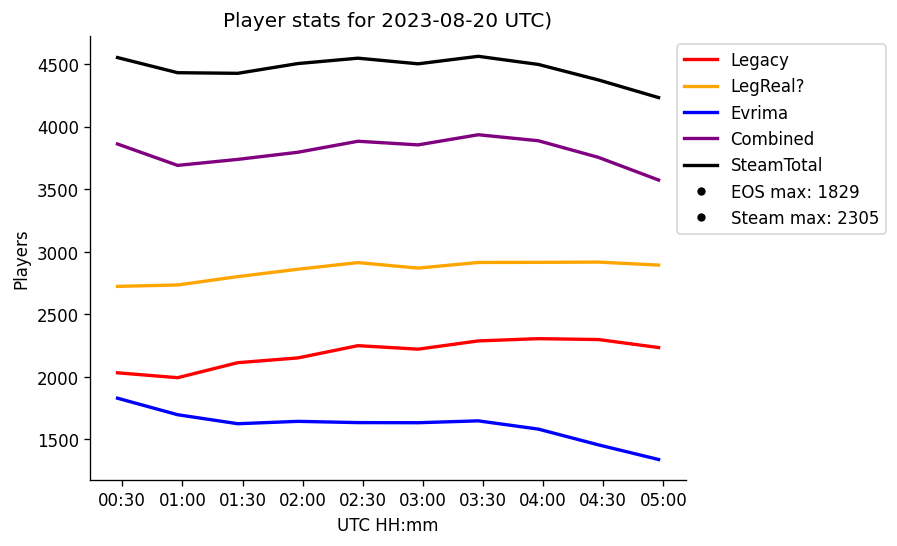 Player stats for 2023-08-20 UTC)
Players
4500
4000
3500
3000
2500
2000
1500
00:30 01:00 01:30 02:00 02:30 03:00 03:30 04:00 04:30 05:00
UTC HH:mm
Legacy
LegReal?
Evrima
Combined
SteamTotal
EOS max: 1829
Steam max: 2305